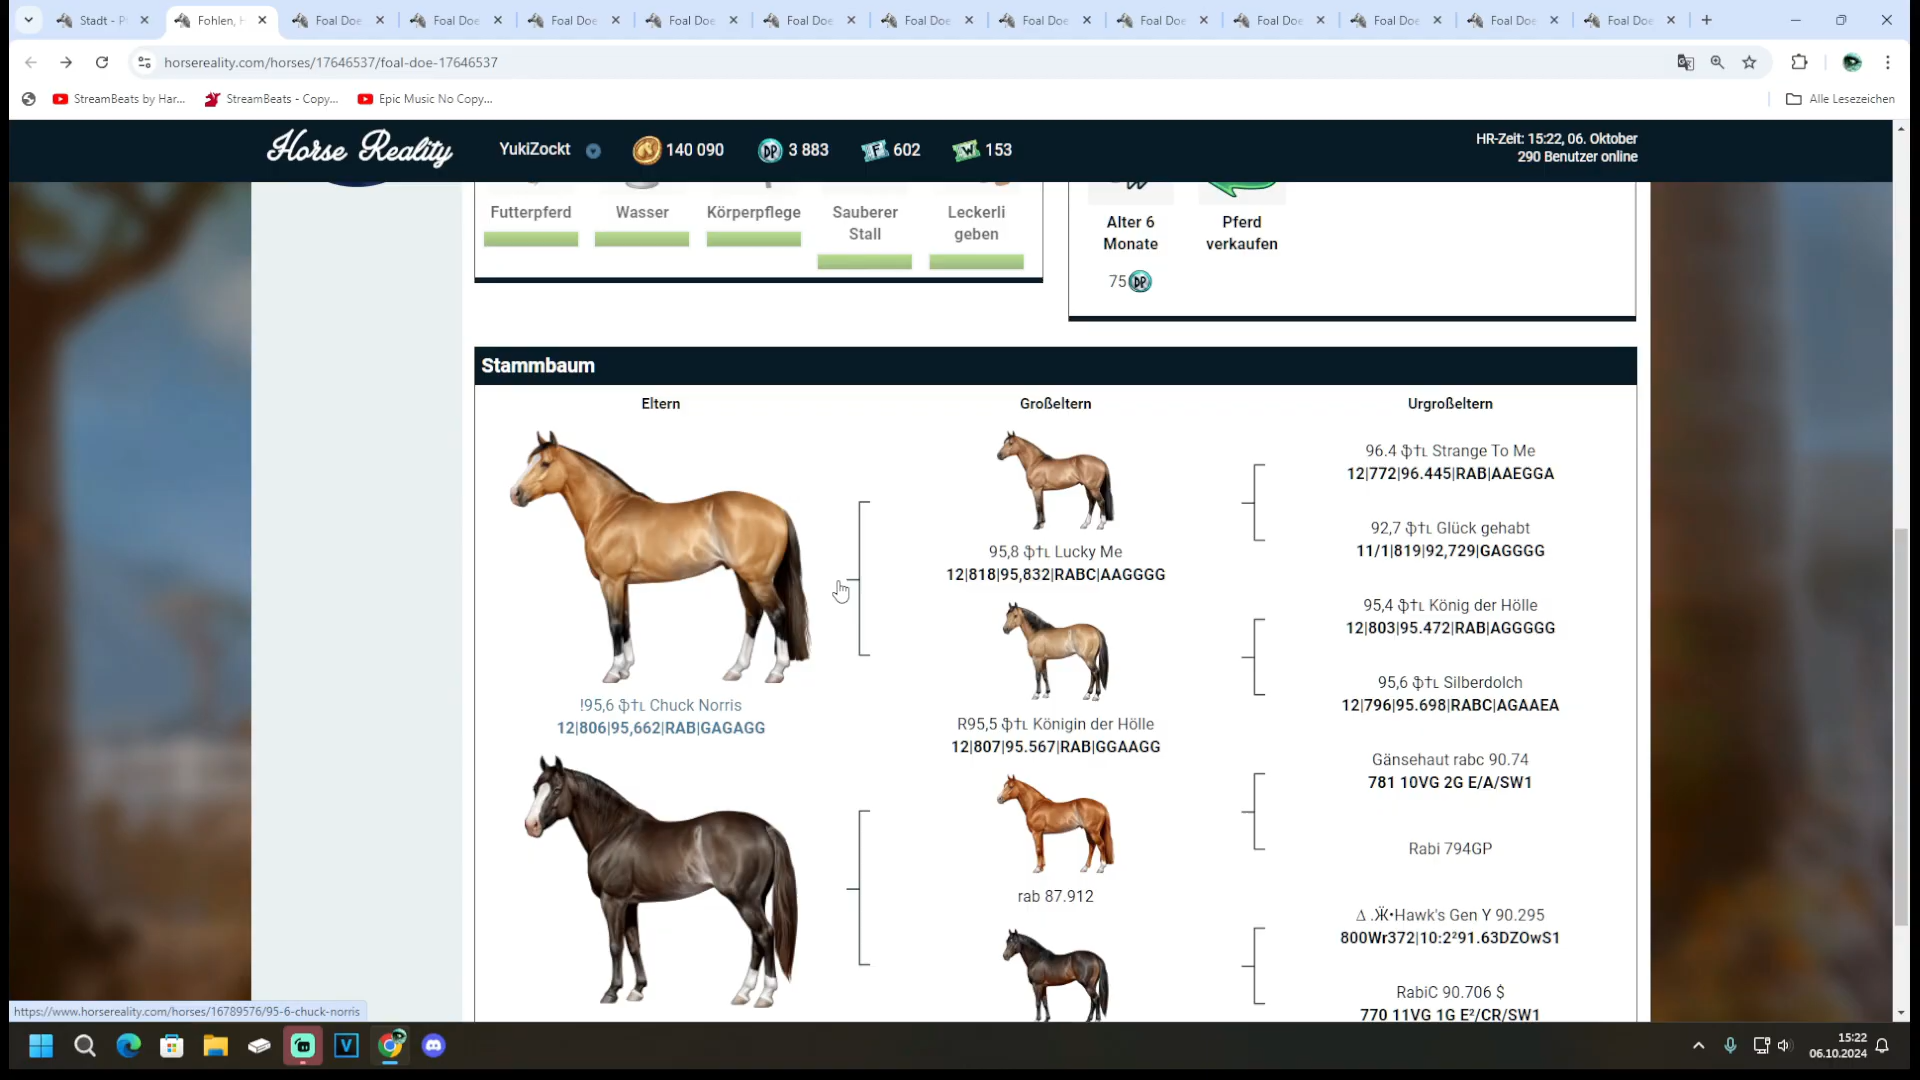 Stadt - P
Fohlen, H
Foal Doe
Foal Doe
Foal Doe
Foal Doe
Foal Doe
Foal Doe
Foal Doe
Foal Doe
Foal Doe
Foal Doe
Foal Doe
Foal Doe
horsereality.com/horses/17646537/foal-doe-17646537
StreamBeats by Har...
StreamBeats - Copy...
Epic Music No Copy...
Alle Lesezeichen
Horse Reality
YukiZockt
140 090
DP 3 883
F 602
W 153
HR-Zeit: 15:22, 06. Oktober
290 Benutzer online
Futterpferd
Wasser
Körperpflege
Sauberer
Stall
Leckerli
geben
Alter 6
Monate
75 DP
Pferd
verkaufen
Stammbaum
Eltern
Großeltern
Urgroßeltern
!95,6 ֆ†ʟ Chuck Norris
12|806|95,662|RAB|GAGAGG
95,8 ֆ†ʟ Lucky Me
12|818|95,832|RABC|AAGGGG
R95,5 ֆ†ʟ Königin der Hölle
12|807|95.567|RAB|GGAAGG
rab 87.912
96.4 ֆ†ʟ Strange To Me
12|772|96.445|RAB|AAEGGA
92,7 ֆ†ʟ Glück gehabt
11/1|819|92,729|GAGGGG
95,4 ֆ†ʟ König der Hölle
12|803|95.472|RAB|AGGGGG
95,6 ֆ†ʟ Silberdolch
12|796|95.698|RABC|AGAAEA
Gänsehaut rabc 90.74
781 10VG 2G E/A/SW1
Rabi 794GP
Δ .Ӝ•Hawk's Gen Y 90.295
800Wr372|10:2²91.63DZOwS1
RabiC 90.706 $
770 11VG 1G E²/CR/SW1
https://www.horsereality.com/horses/16789576/95-6-chuck-norris
V
15:22
06.10.2024